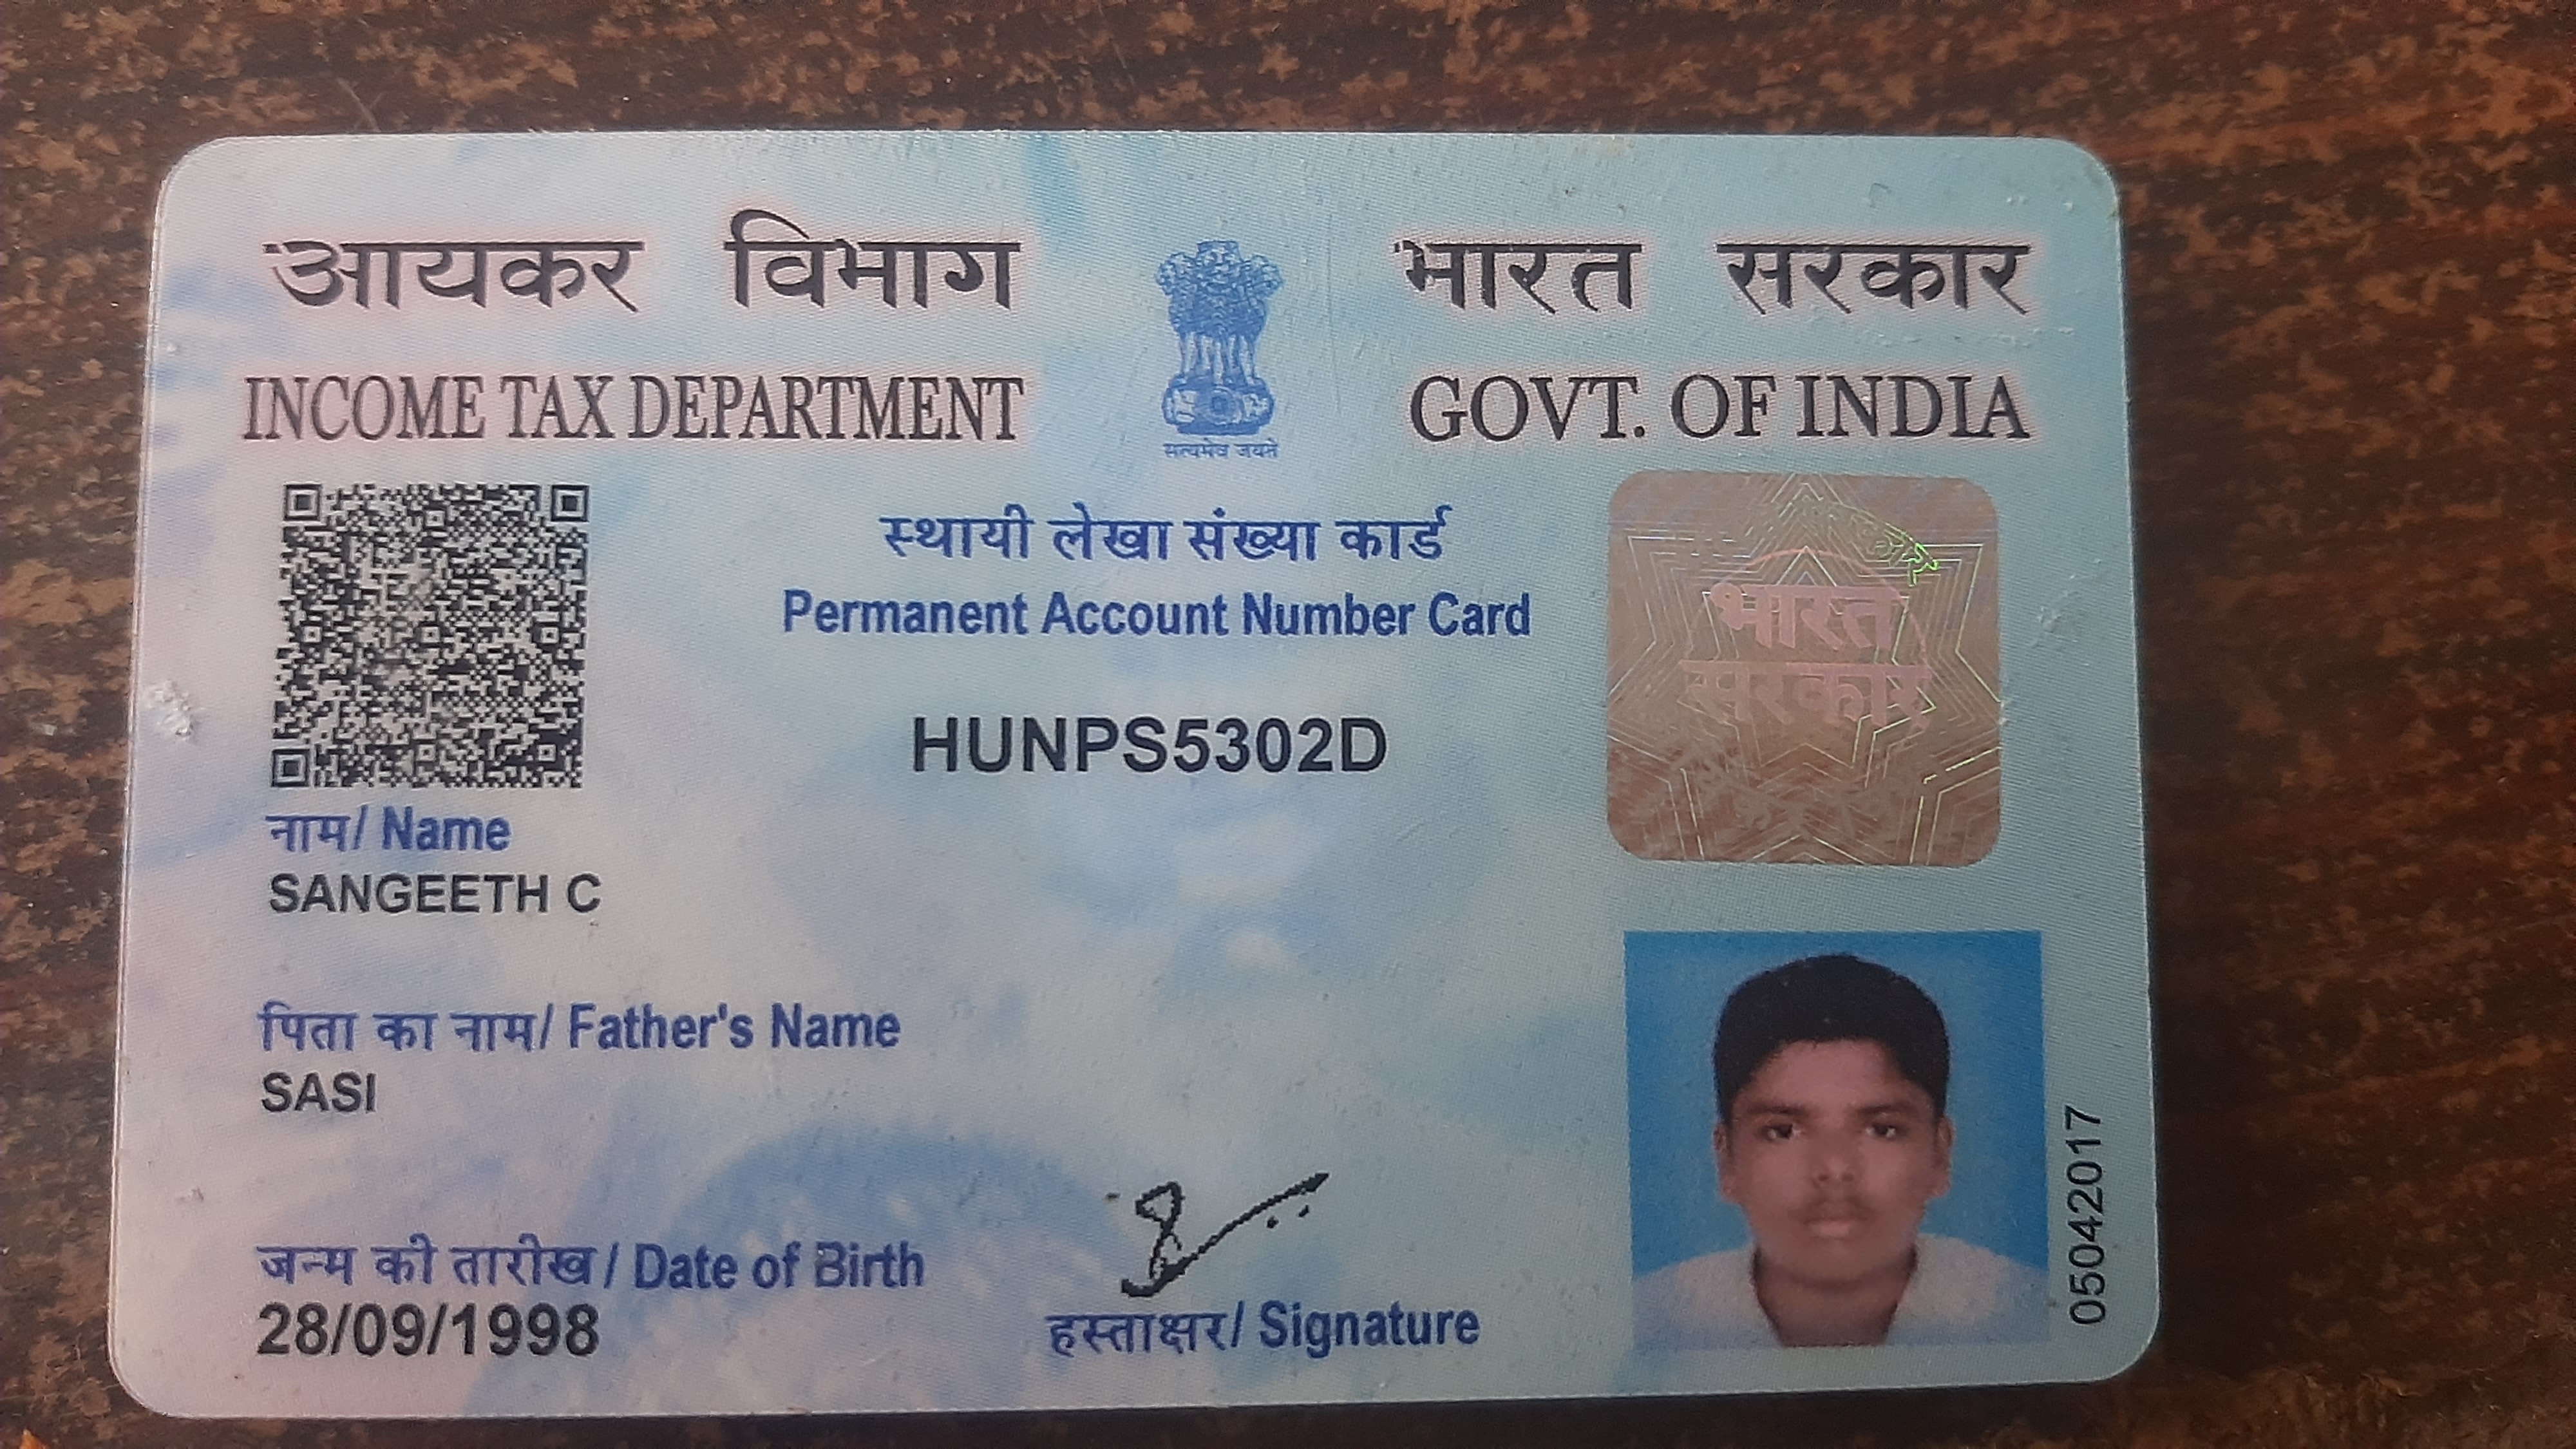 आयकर विभाग भारत सरकार
INCOME TAX DEPARTMENT GOVT. OF INDIA
सत्यमेव जयते
स्थायी लेखा संख्या कार्ड
Permanent Account Number Card
HUNPS5302D
भारत
सरकार
नाम/ Name
SANGEETH C
पिता का नाम/ Father's Name
SASI
जन्म की तारीख/ Date of Birth
28/09/1998
हस्ताक्षर/ Signature
05042017